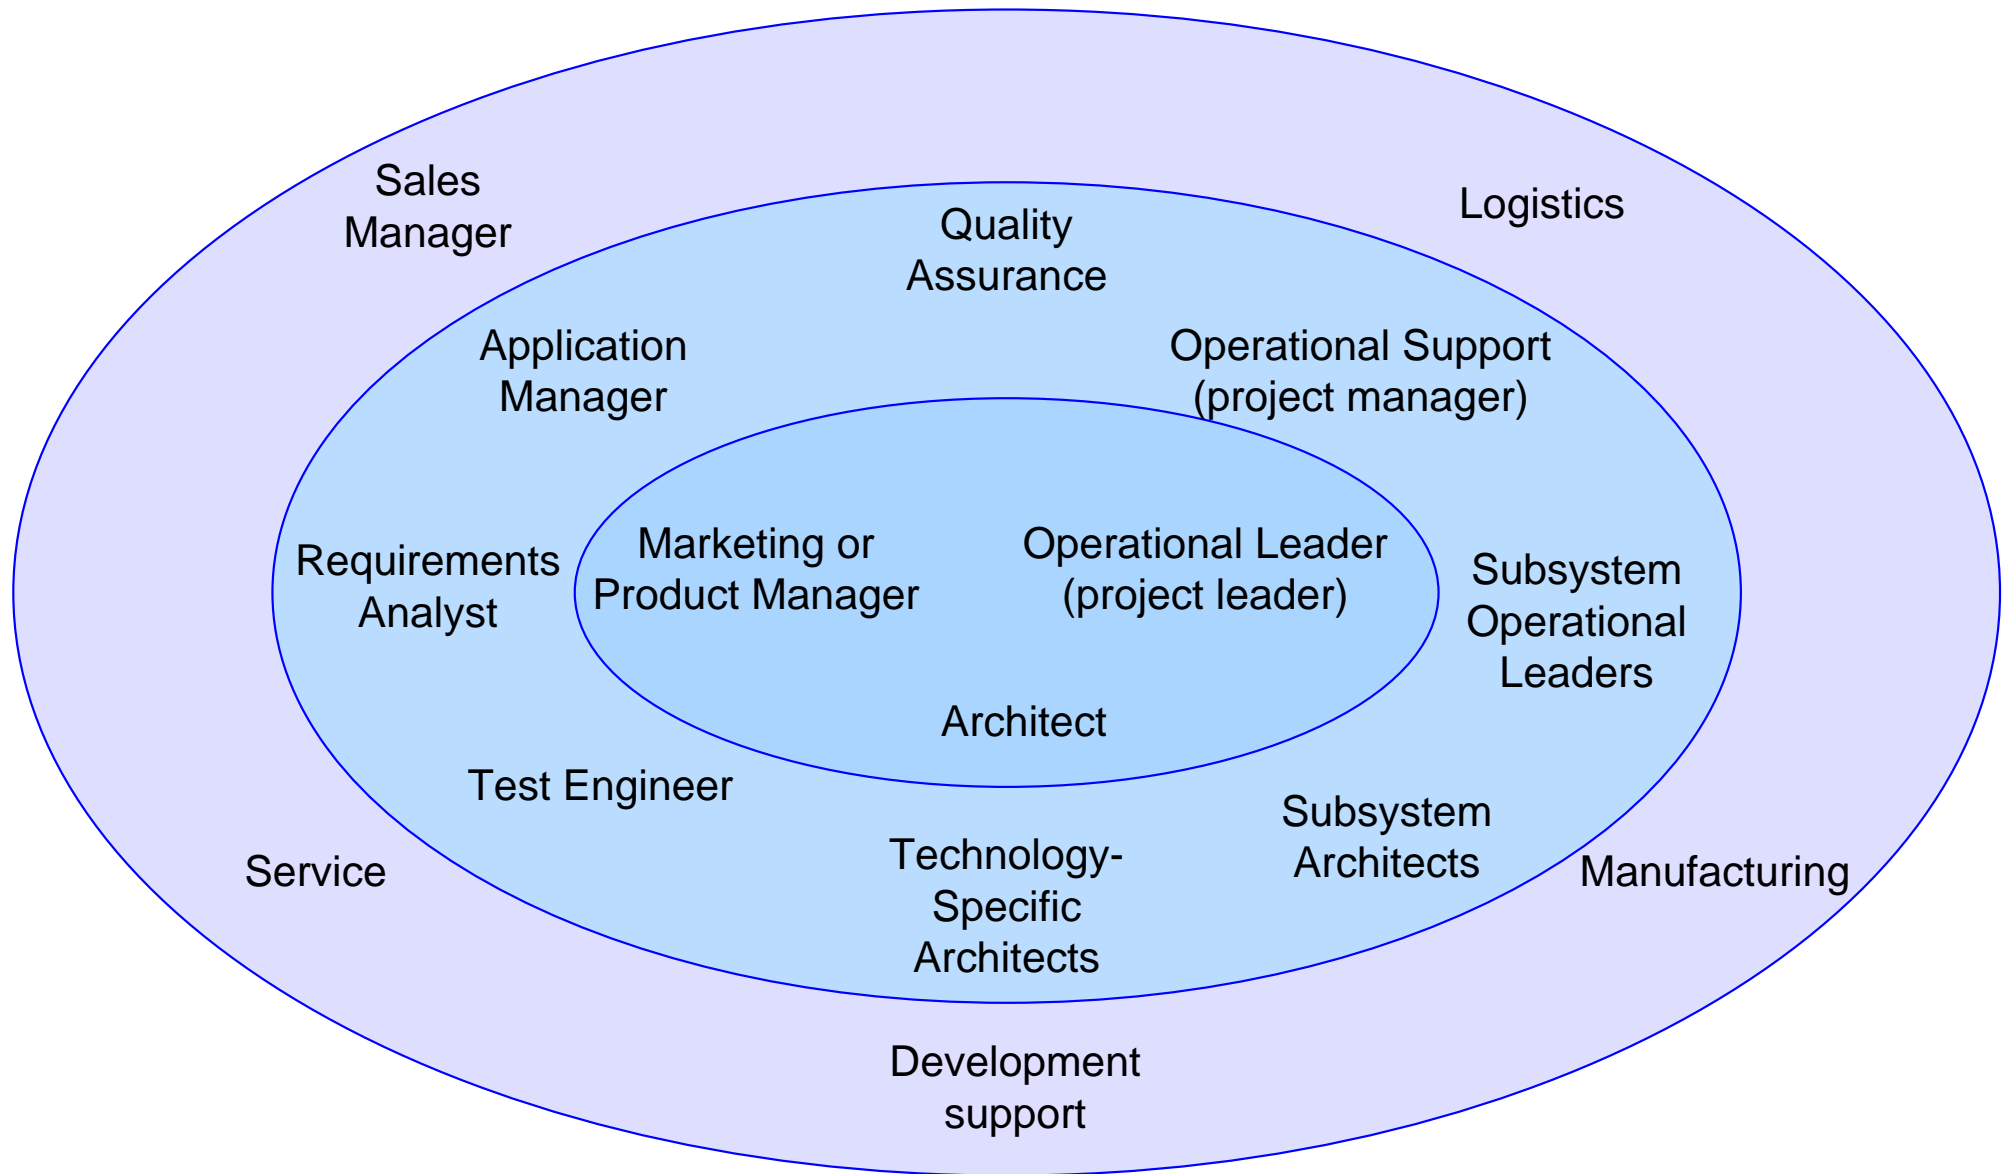 Sales
Manager
Logistics
Quality
Assurance
Application
Manager
Operational Support
(project manager)
Requirements
Analyst
Marketing or
Product Manager
Operational Leader
(project leader)
Subsystem
Operational
Leaders
Architect
Test Engineer
Subsystem
Architects
Technology-
Specific
Architects
Service
Manufacturing
Development
support